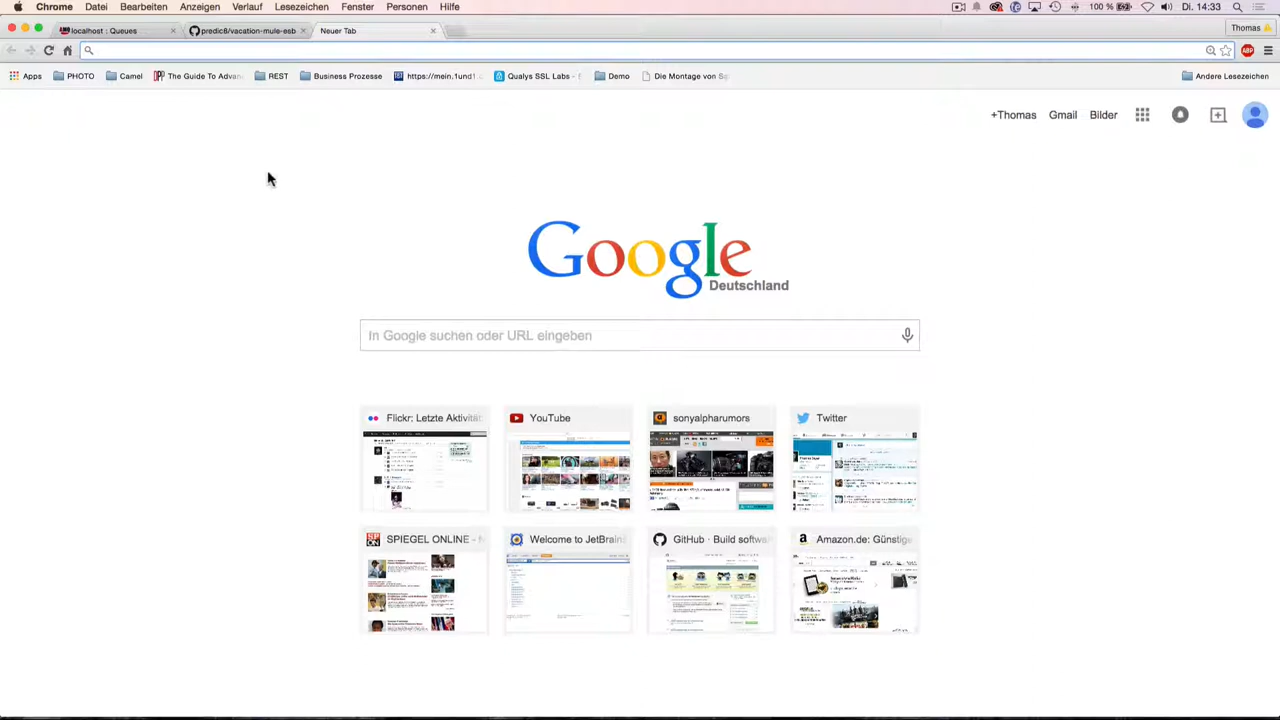 Chrome Datei Bearbeiten Anzeigen Verlauf Lesezeichen Fenster Personen Hilfe 100 % Di. 14:33
localhost : Queues predic8/vacation-mule-esb Neuer Tab Thomas
Apps PHOTO Camel The Guide To Advan REST Business Prozesse https://mein.1und1. Qualys SSL Labs - Demo Die Montage von Andere Lesezeichen
+Thomas Gmail Bilder
Google
Deutschland
In Google suchen oder URL eingeben
Flickr: Letzte Aktivität YouTube sonyalpharumors Twitter
SPIEGEL ONLINE - Welcome to JetBrains GitHub · Build softwa Amazon.de: Günstig